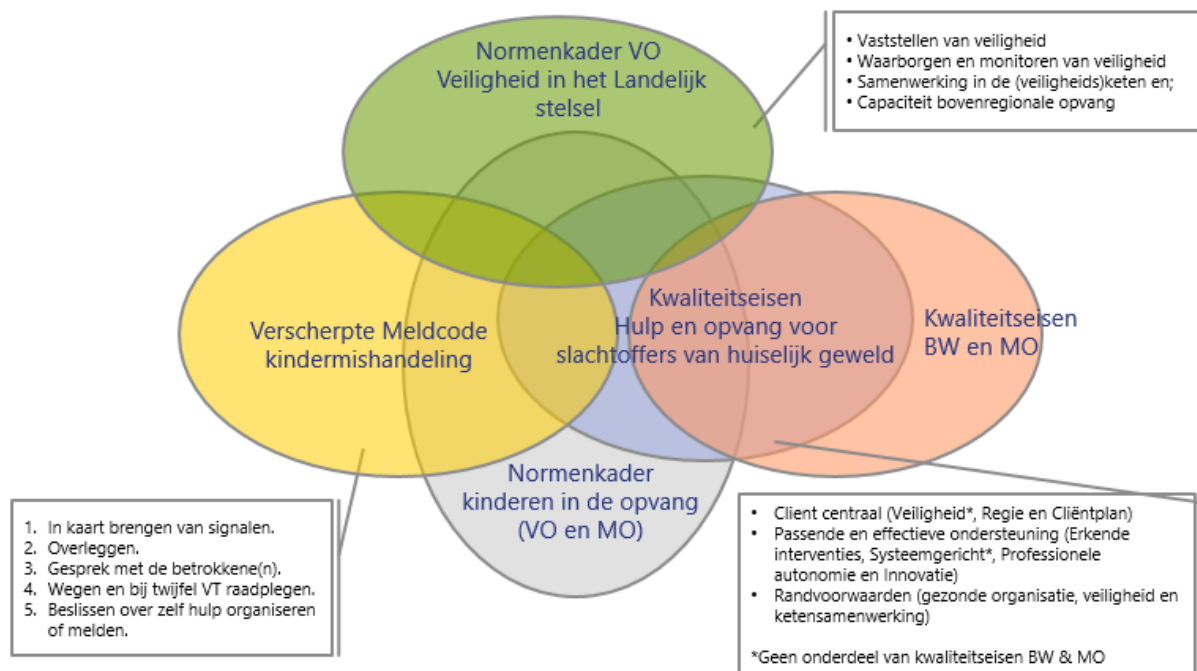 Normenkader VO
Veiligheid in het Landelijk
stelsel
• Vaststellen van veiligheid
• Waarborgen en monitoren van veiligheid
• Samenwerking in de (veiligheids)keten en;
• Capaciteit bovenregionale opvang
Verscherpte Meldcode
kindermishandeling
Kwaliteitseisen
Hulp en opvang voor
slachtoffers van huiselijk geweld
Kwaliteitseisen
BW en MO
Normenkader
kinderen in de opvang
(VO en MO)
1. In kaart brengen van signalen.
2. Overleggen.
3. Gesprek met de betrokkene(n).
4. Wegen en bij twijfel VT raadplegen.
5. Beslissen over zelf hulp organiseren
of melden.
• Client centraal (Veiligheid*, Regie en Cliëntplan)
• Passende en effectieve ondersteuning (Erkende
interventies, Systeemgericht*, Professionele
autonomie en Innovatie)
• Randvoorwaarden (gezonde organisatie, veiligheid en
ketensamenwerking)
*Geen onderdeel van kwaliteitseisen BW & MO